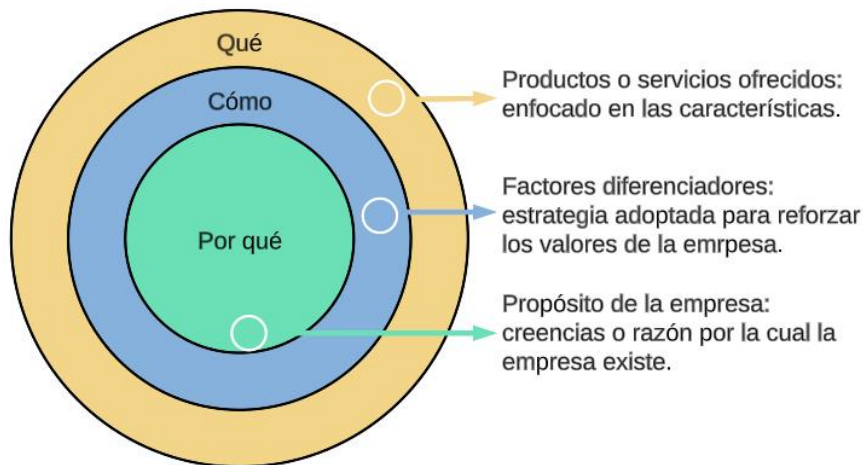 Qué
Cómo
Por qué
Productos o servicios ofrecidos:
enfocado en las características.
Factores diferenciadores:
estrategia adoptada para reforzar
los valores de la emrpesa.
Propósito de la empresa:
creencias o razón por la cual la
empresa existe.